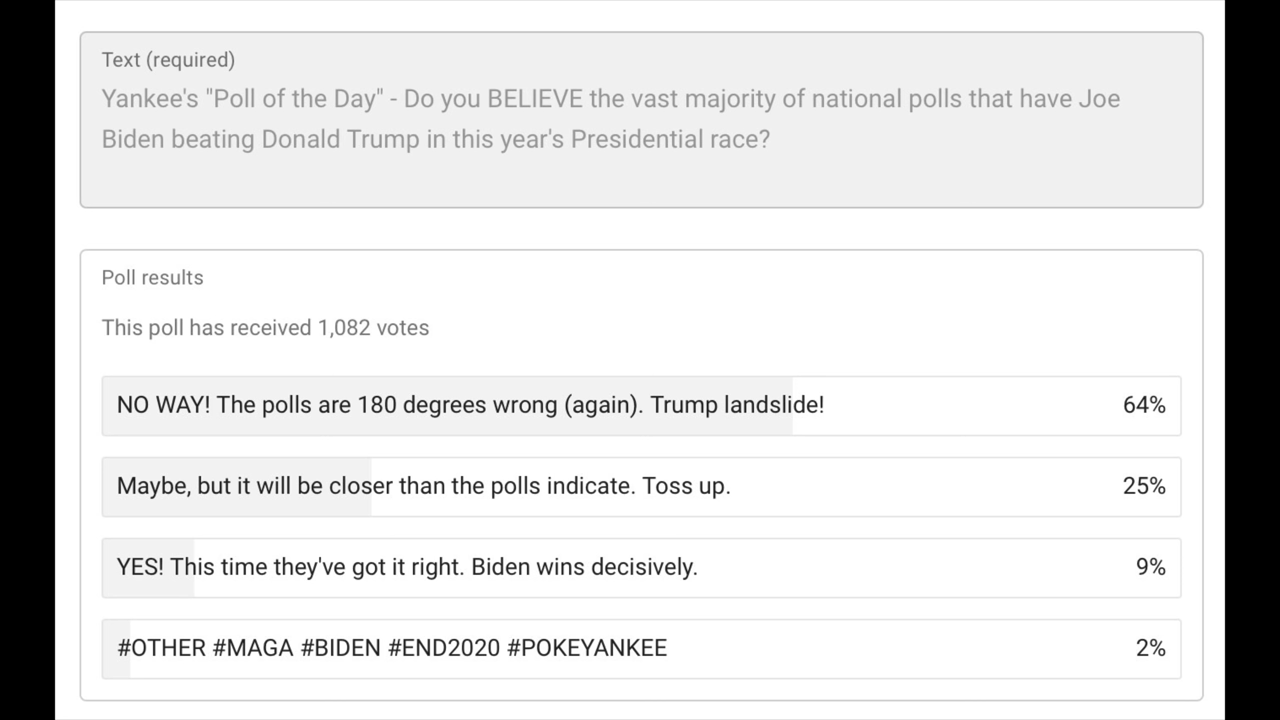 Text (required)
Yankee's "Poll of the Day" - Do you BELIEVE the vast majority of national polls that have Joe
Biden beating Donald Trump in this year's Presidential race?
Poll results
This poll has received 1,082 votes
NO WAY! The polls are 180 degrees wrong (again). Trump landslide! 64%
Maybe, but it will be closer than the polls indicate. Toss up. 25%
YES! This time they've got it right. Biden wins decisively. 9%
#OTHER #MAGA #BIDEN #END2020 #POKEYANKEE 2%